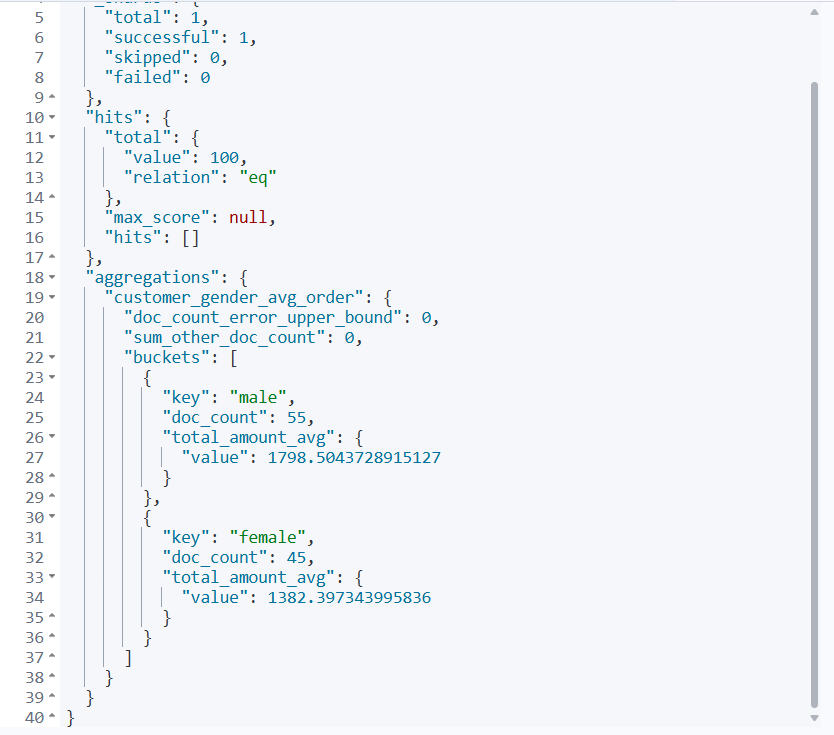 5 "total": 1,
6 "successful": 1,
7 "skipped": 0,
8 "failed": 0
9 },
10 "hits": {
11 "total": {
12 "value": 100,
13 "relation": "eq"
14 },
15 "max_score": null,
16 "hits": []
17 },
18 "aggregations": {
19 "customer_gender_avg_order": {
20 "doc_count_error_upper_bound": 0,
21 "sum_other_doc_count": 0,
22 "buckets": [
23 {
24 "key": "male",
25 "doc_count": 55,
26 "total_amount_avg": {
27 "value": 1798.5043728915127
28 }
29 },
30 {
31 "key": "female",
32 "doc_count": 45,
33 "total_amount_avg": {
34 "value": 1382.397343995836
35 }
36 }
37 ]
38 }
39 }
40 }